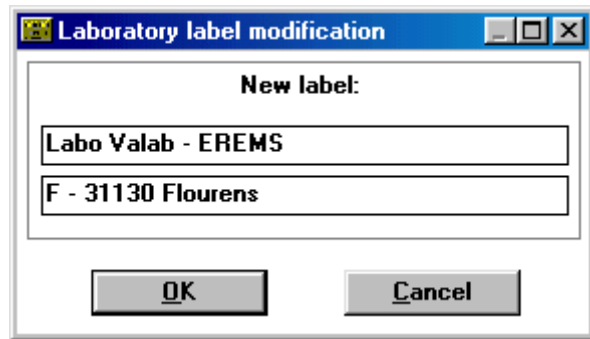 Laboratory label modification
New label:
Labo Valab - EREMS
F - 31130 Flourens
OK Cancel